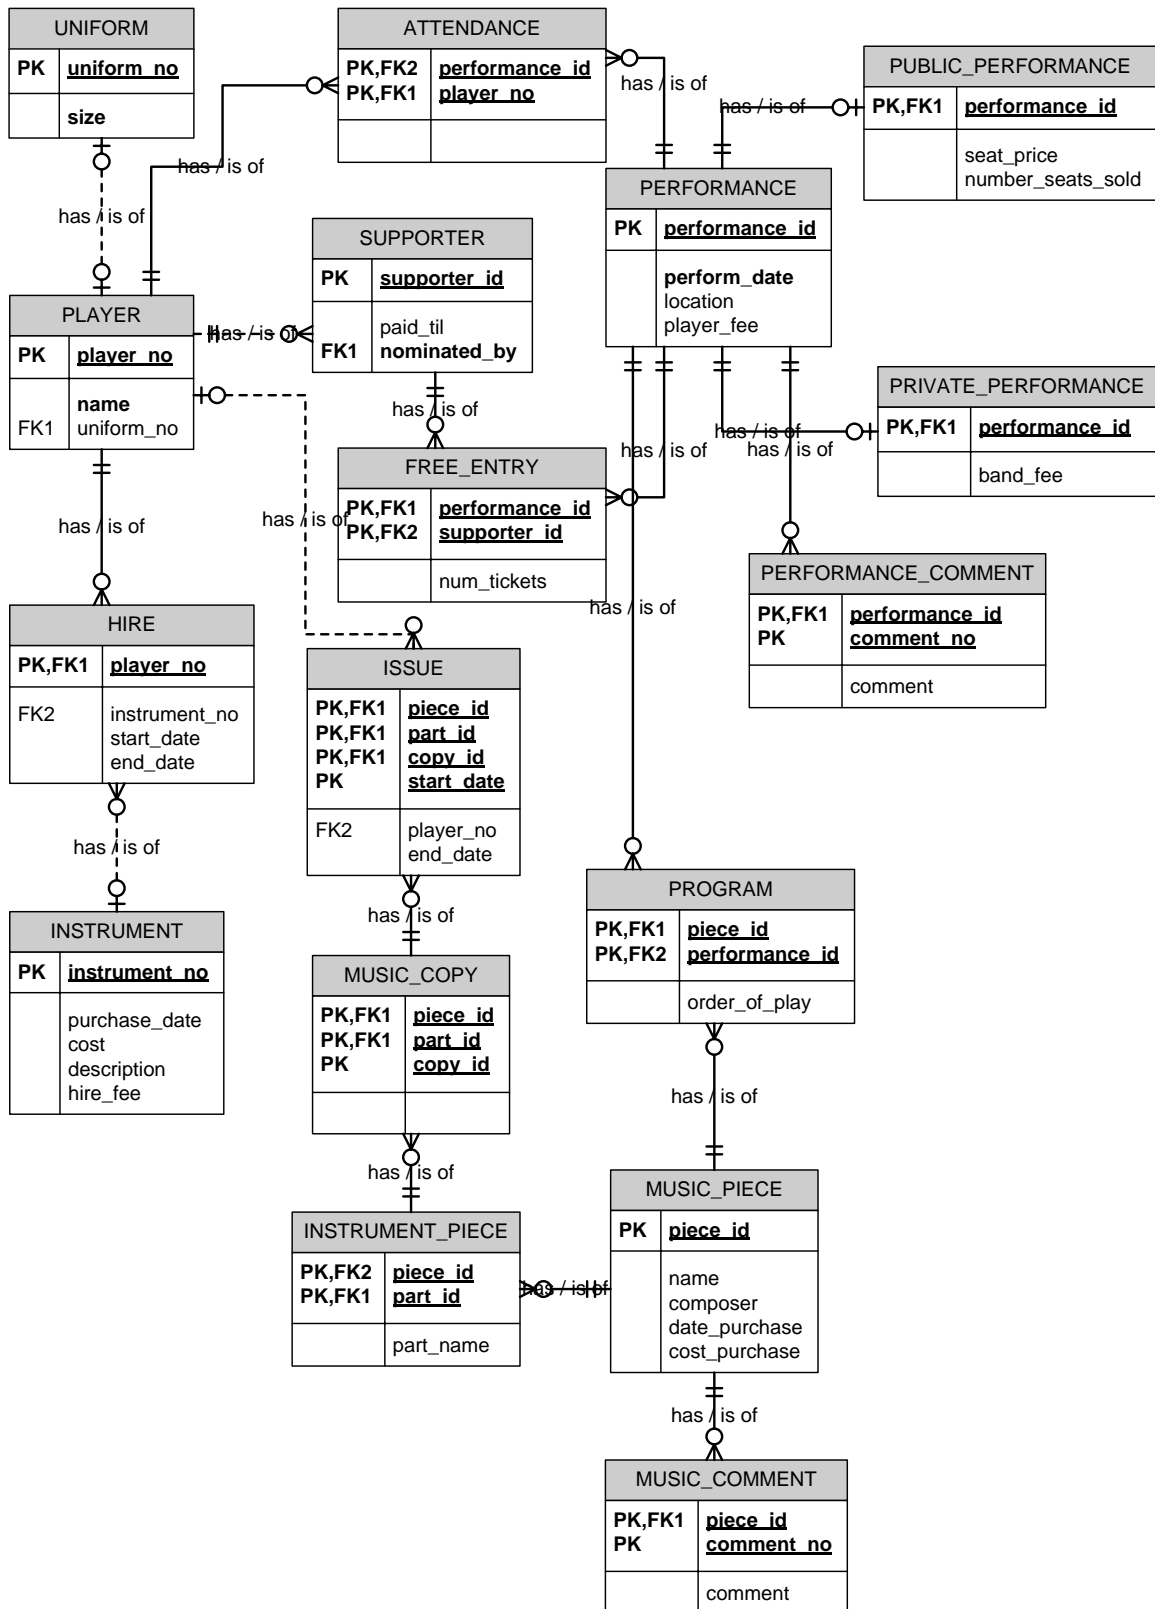 UNIFORM
PK uniform_no
size
ATTENDANCE
PK,FK2 performance_id
PK,FK1 player_no
PUBLIC_PERFORMANCE
PK,FK1 performance_id
seat_price
number_seats_sold
has / is of
has / is of
has / is of
has / is of
PERFORMANCE
PK performance_id
perform_date
location
player_fee
SUPPORTER
PK supporter_id
paid_til
FK1 nominated_by
PLAYER
PK player_no
name
FK1 uniform_no
has / is of
has / is of
PRIVATE_PERFORMANCE
PK,FK1 performance_id
band_fee
has / is of
has / is of
has / is of
FREE_ENTRY
PK,FK1 performance_id
PK,FK2 supporter_id
num_tickets
has / is of
has / is of
has / is of
PERFORMANCE_COMMENT
PK,FK1 performance_id
PK comment_no
comment
HIRE
PK,FK1 player_no
FK2 instrument_no
start_date
end_date
ISSUE
PK,FK1 piece_id
PK,FK1 part_id
PK,FK1 copy_id
PK start_date
FK2 player_no
end_date
has / is of
has / is of
INSTRUMENT
PK instrument_no
purchase_date
cost
description
hire_fee
PROGRAM
PK,FK1 piece_id
PK,FK2 performance_id
order_of_play
MUSIC_COPY
PK,FK1 piece_id
PK,FK1 part_id
PK copy_id
has / is of
has / is of
MUSIC_PIECE
PK piece_id
name
composer
date_purchase
cost_purchase
INSTRUMENT_PIECE
PK,FK2 piece_id
PK,FK1 part_id
part_name
has / is of
has / is of
MUSIC_COMMENT
PK,FK1 piece_id
PK comment_no
comment